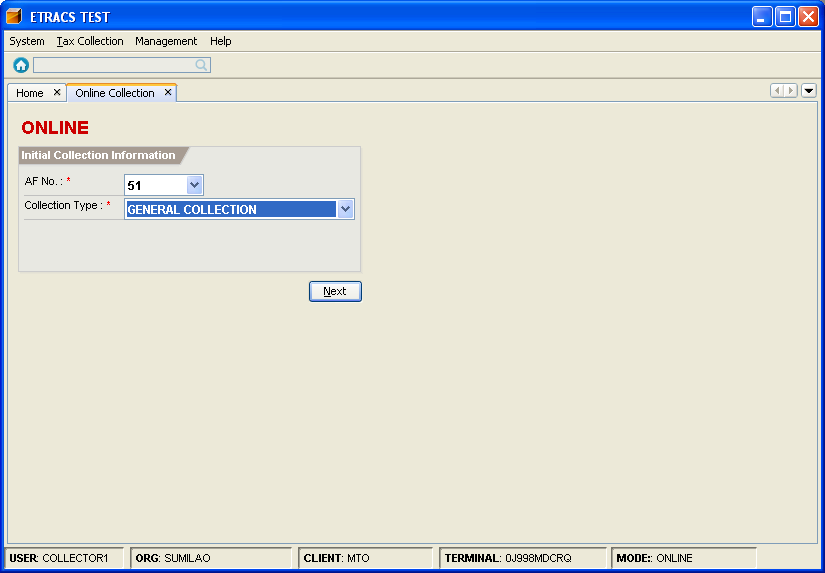 ETRACS TEST
System Tax Collection Management Help
Home Online Collection
ONLINE
Initial Collection Information
AF No. : * 51
Collection Type : * GENERAL COLLECTION
Next
USER: COLLECTOR1 ORG: SUMILAO CLIENT: MTO TERMINAL: 0J998MDCRQ MODE:: ONLINE